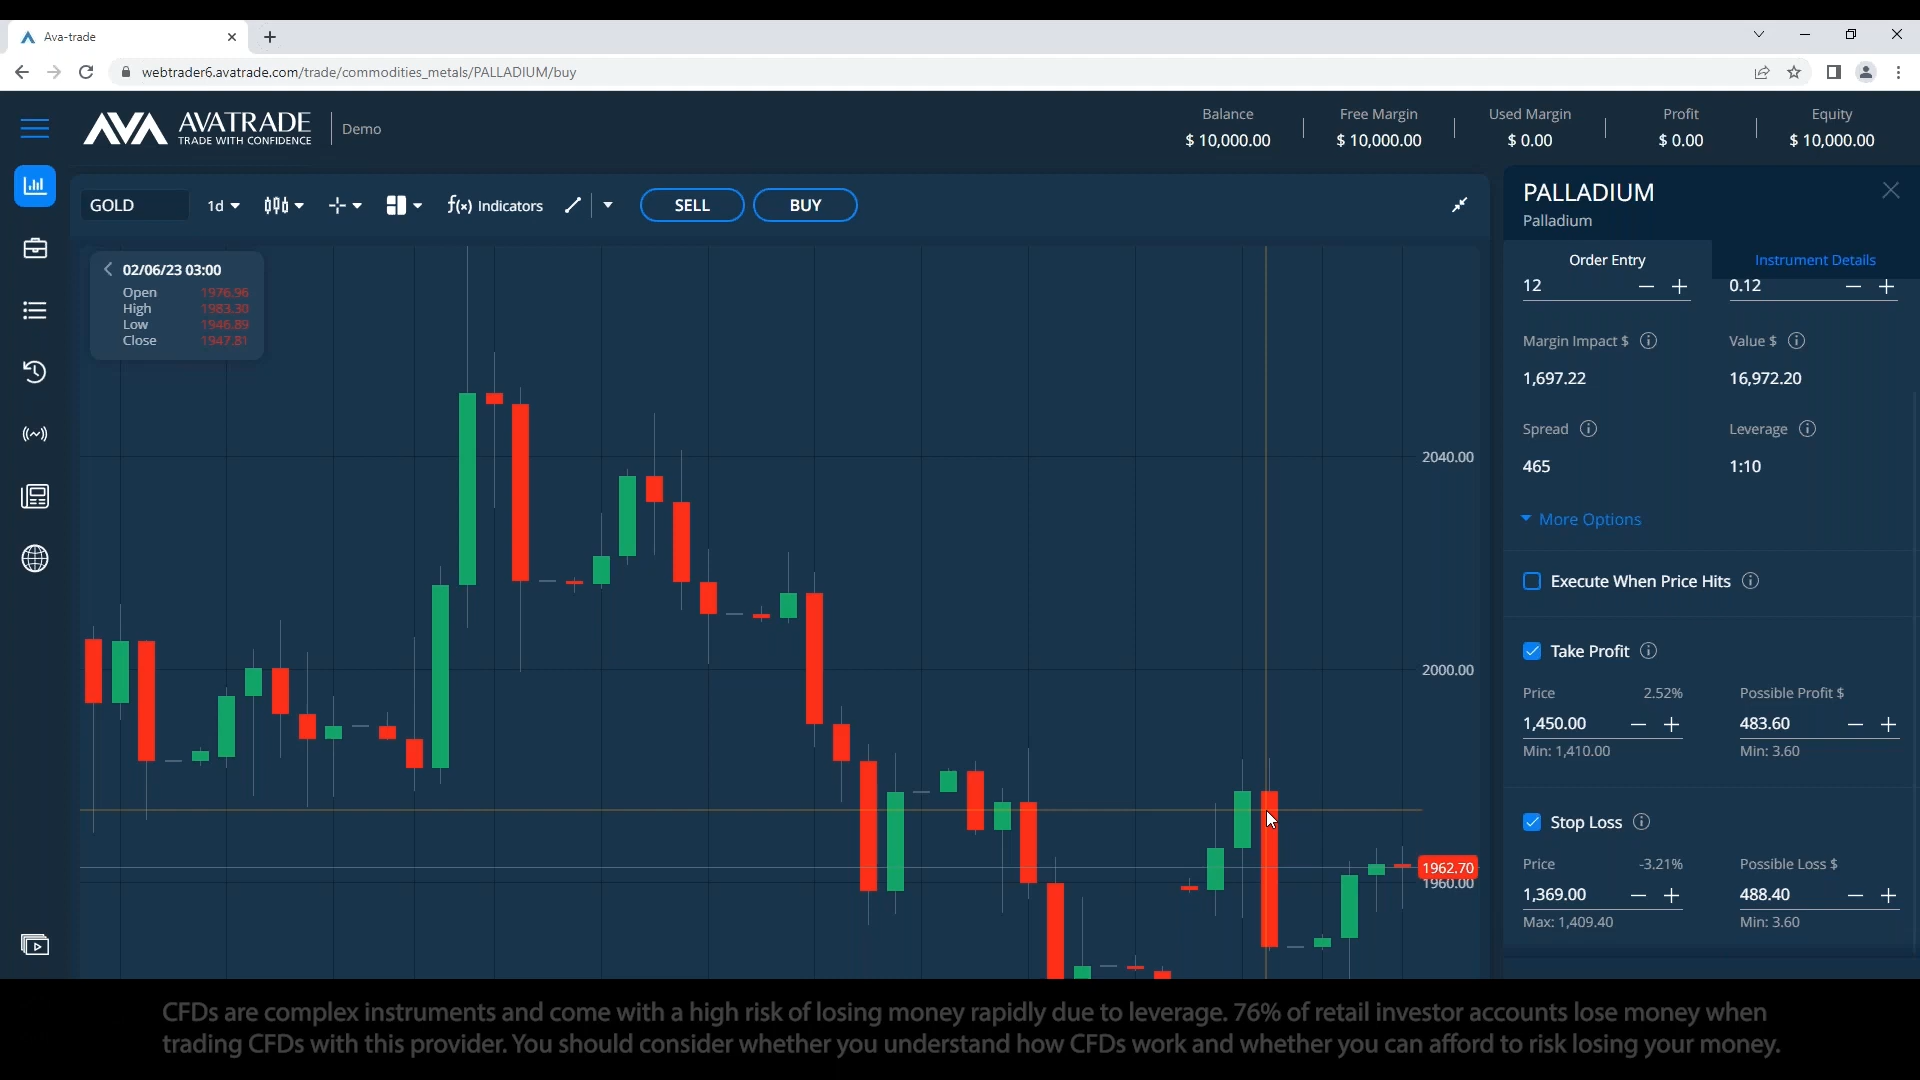 Ava-trade
webtrader6.avatrade.com/trade/commodities_metals/PALLADIUM/buy
AVA AVATRADE
TRADE WITH CONFIDENCE
Demo
Balance
$ 10,000.00
Free Margin
$ 10,000.00
Used Margin
$ 0.00
Profit
$ 0.00
Equity
$ 10,000.00
GOLD
1d
f(x) Indicators
SELL
BUY
02/06/23 03:00
Open 1976.96
High 1983.30
Low 1946.89
Close 1947.81
2040.00
2000.00
1962.70
1960.00
PALLADIUM
Palladium
Order Entry
Instrument Details
12
0.12
Margin Impact $
Value $
1,697.22
16,972.20
Spread
Leverage
465
1:10
More Options
Execute When Price Hits
Take Profit
Price 2.52%
Possible Profit $
1,450.00
483.60
Min: 1,410.00
Min: 3.60
Stop Loss
Price -3.21%
Possible Loss $
1,369.00
488.40
Max: 1,409.40
Min: 3.60
CFDs are complex instruments and come with a high risk of losing money rapidly due to leverage. 76% of retail investor accounts lose money when
trading CFDs with this provider. You should consider whether you understand how CFDs work and whether you can afford to risk losing your money.